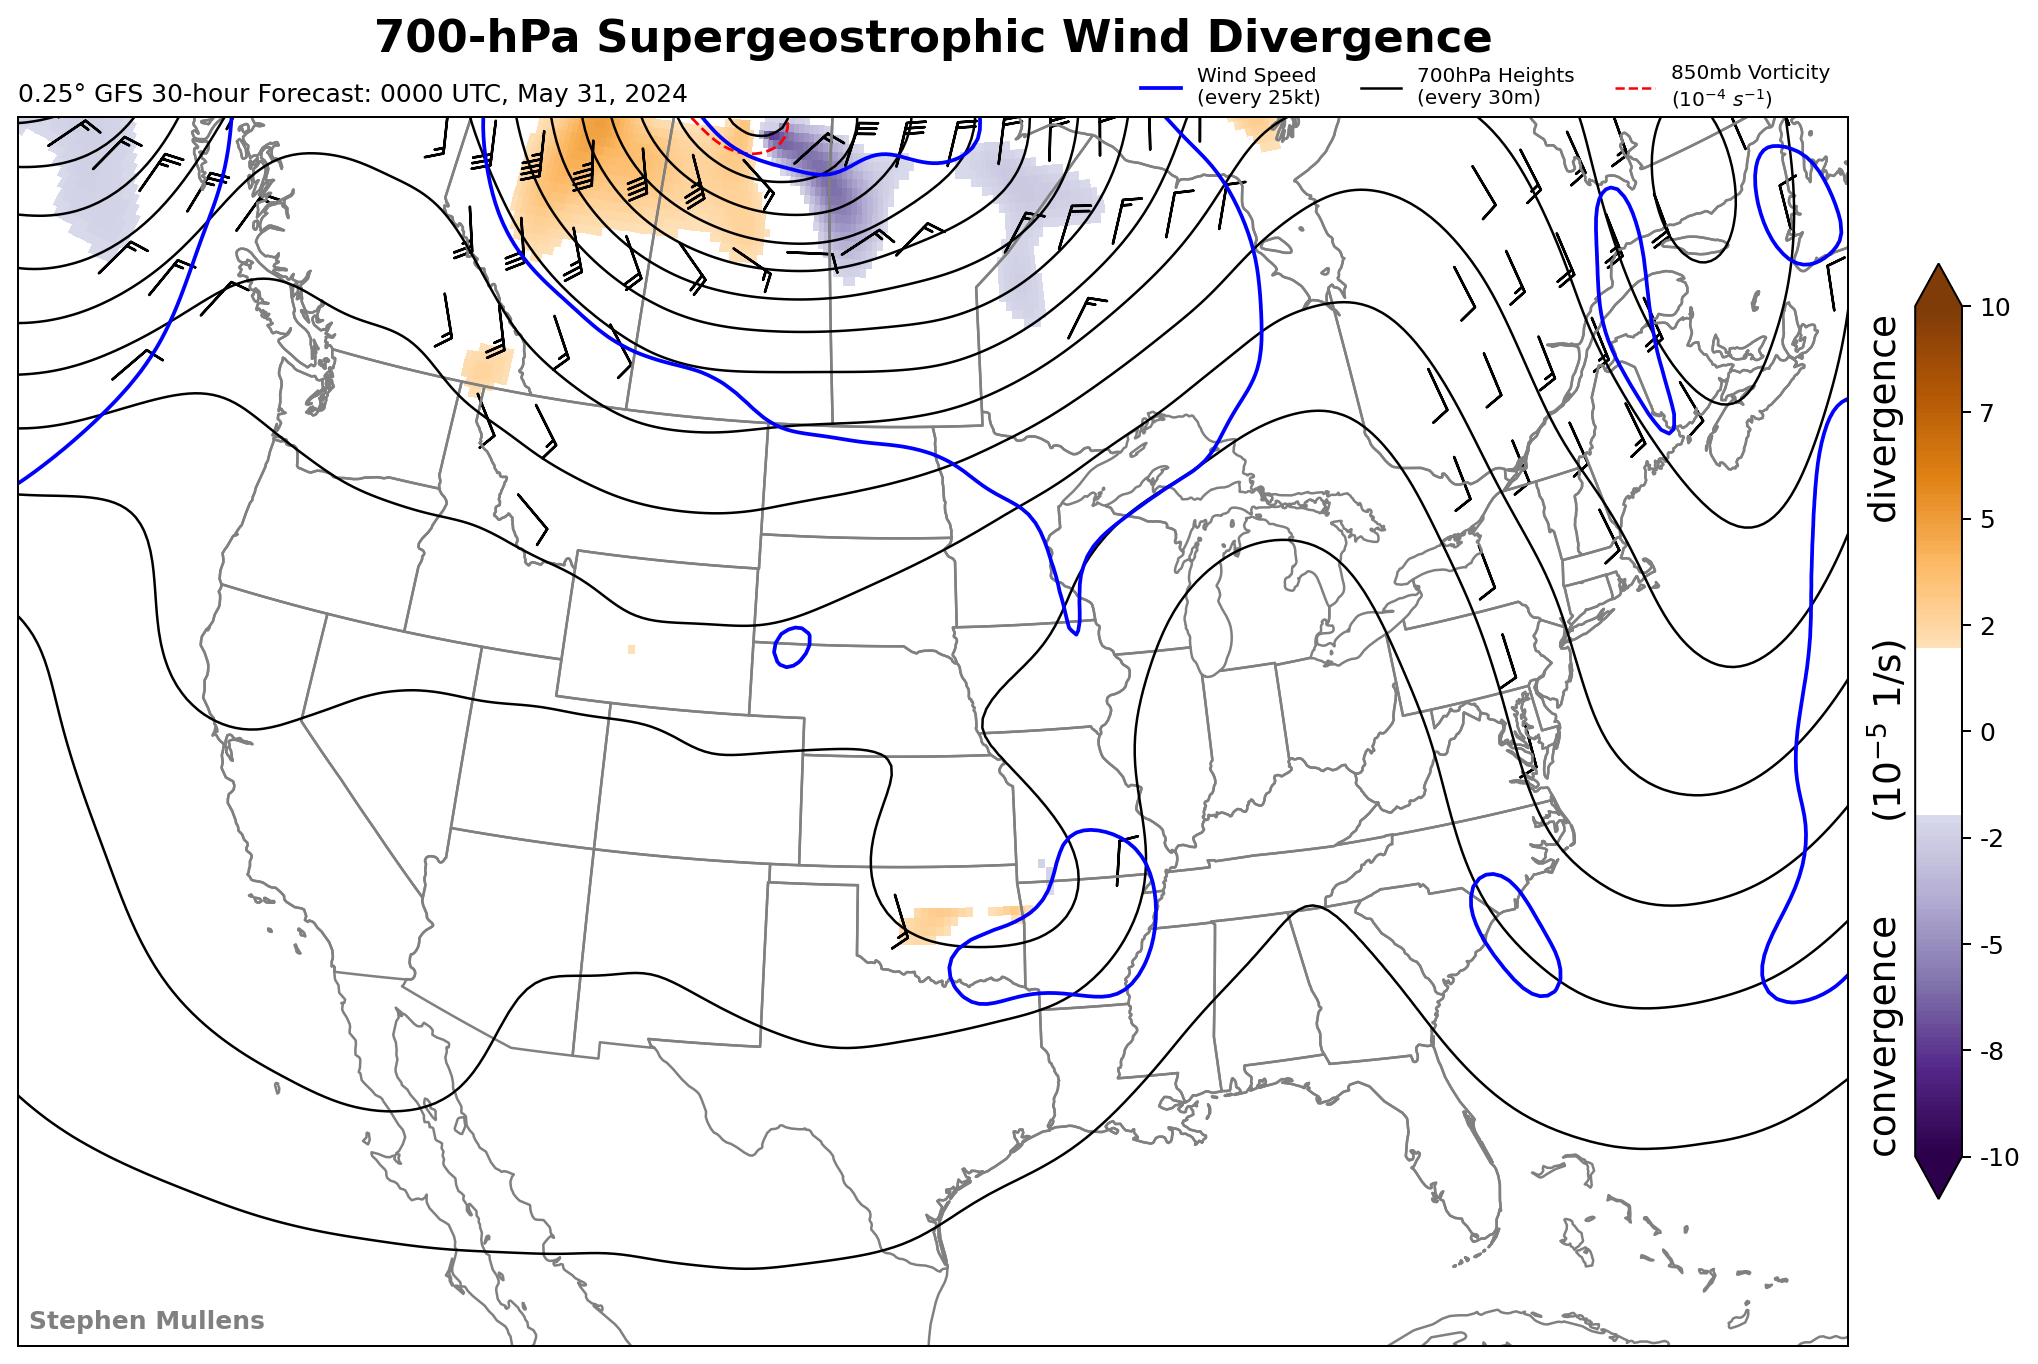 700-hPa Supergeostrophic Wind Divergence
0.25° GFS 30-hour Forecast: 0000 UTC, May 31, 2024
Wind Speed
(every 25kt)
700hPa Heights
(every 30m)
850mb Vorticity
(10⁻⁴ s⁻¹)
10
7
5
2
0
-2
-5
-8
-10
convergence (10⁻⁵ 1/s) divergence
Stephen Mullens